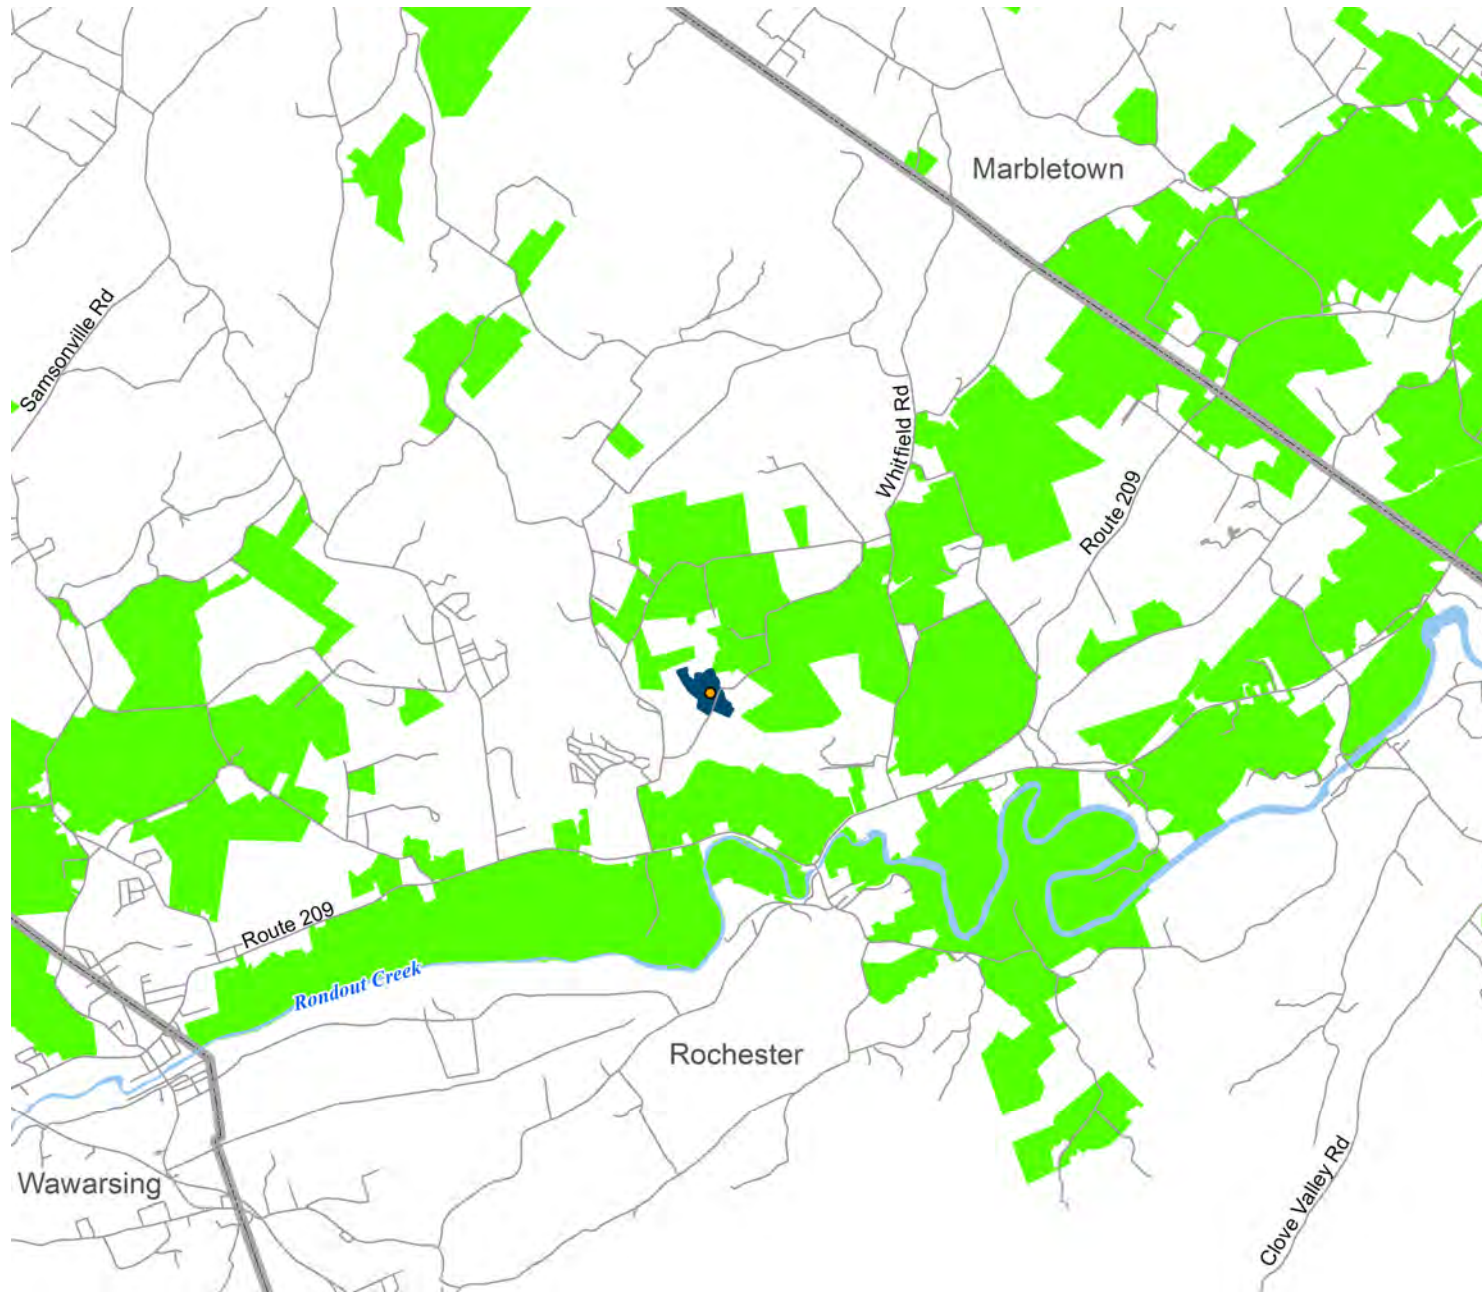 Marbletown
Samsonville Rd
Whitfield Rd
Route 209
Route 209
Rondout Creek
Rochester
Wawarsing
Clove Valley Rd